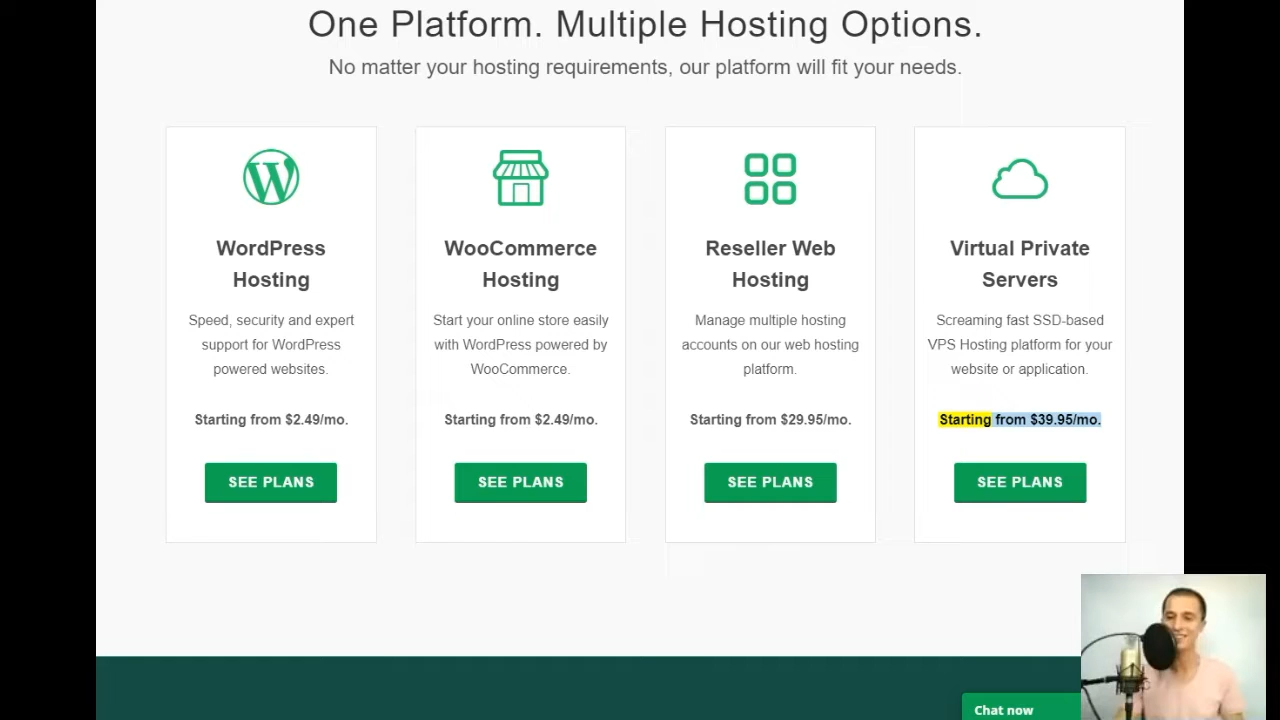 One Platform. Multiple Hosting Options.
No matter your hosting requirements, our platform will fit your needs.
WordPress
Hosting
Speed, security and expert
support for WordPress
powered websites.
Starting from $2.49/mo.
SEE PLANS
WooCommerce
Hosting
Start your online store easily
with WordPress powered by
WooCommerce.
Starting from $2.49/mo.
SEE PLANS
Reseller Web
Hosting
Manage multiple hosting
accounts on our web hosting
platform.
Starting from $29.95/mo.
SEE PLANS
Virtual Private
Servers
Screaming fast SSD-based
VPS Hosting platform for your
website or application.
Starting from $39.95/mo.
SEE PLANS
Chat now